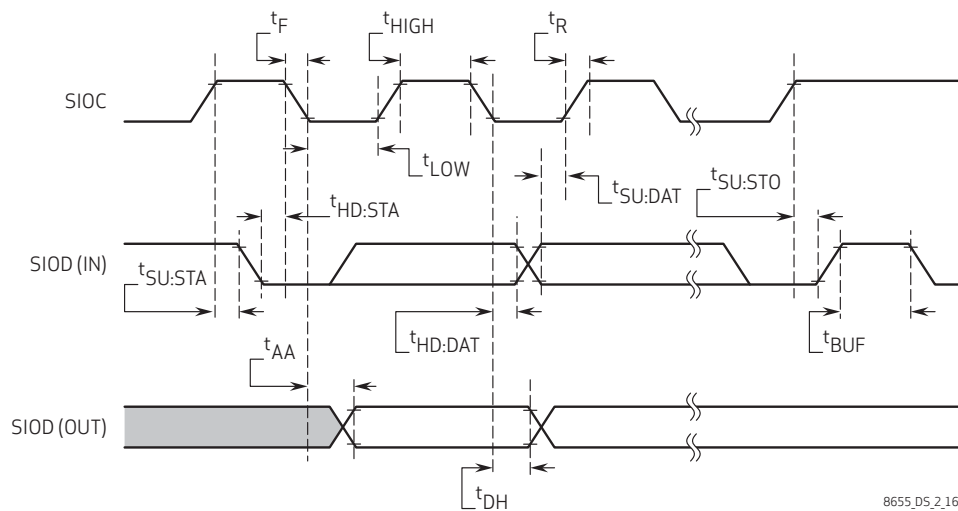 tF
tHIGH
tR
SIOC
tLOW
tSU:DAT
tSU:STO
tHD:STA
SIOD (IN)
tSU:STA
tHD:DAT
tBUF
tAA
SIOD (OUT)
tDH
8655_DS_2_16